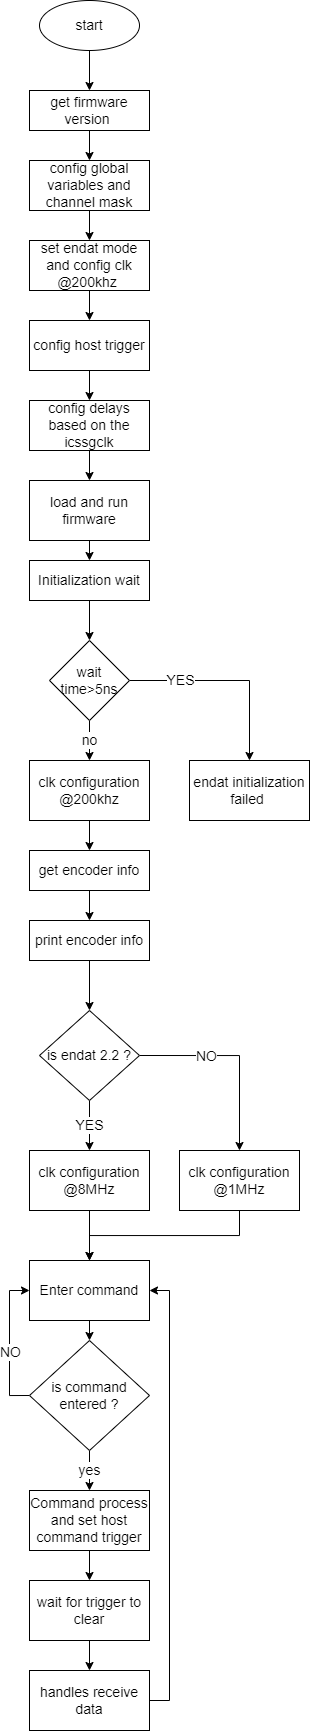 start
get firmware
version
config global
variables and
channel mask
set endat mode
and config clk
@200khz
config host trigger
config delays
based on the
icssgclk
load and run
firmware
Initialization wait
wait
time>5ns
YES
no
clk configuration
@200khz
endat initialization
failed
get encoder info
print encoder info
is endat 2.2 ?
NO
YES
clk configuration
@8MHz
clk configuration
@1MHz
Enter command
NO
is command
entered ?
yes
Command process
and set host
command trigger
wait for trigger to
clear
handles receive
data